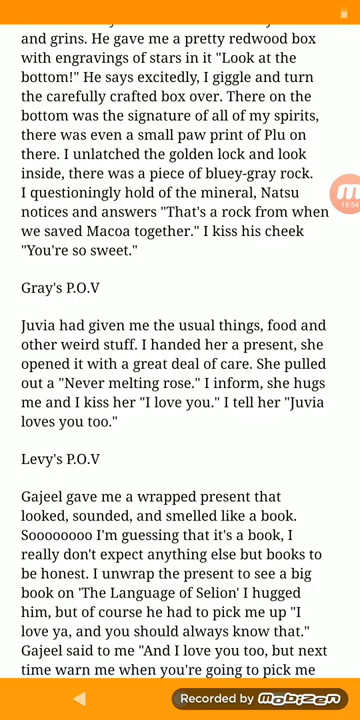 and grins. He gave me a pretty redwood box
with engravings of stars in it "Look at the
bottom!" He says excitedly, I giggle and turn
the carefully crafted box over. There on the
bottom was the signature of all of my spirits,
there was even a small paw print of Plu on
there. I unlatched the golden lock and look
inside, there was a piece of bluey-gray rock.
I questioningly hold of the mineral, Natsu
notices and answers "That's a rock from when
we saved Macoa together." I kiss his cheek
"You're so sweet."
19:54
Gray's P.O.V
Juvia had given me the usual things, food and
other weird stuff. I handed her a present, she
opened it with a great deal of care. She pulled
out a "Never melting rose." I inform, she hugs
me and I kiss her "I love you." I tell her "Juvia
loves you too."
Levy's P.O.V
Gajeel gave me a wrapped present that
looked, sounded, and smelled like a book.
Soooooooo I'm guessing that it's a book, I
really don't expect anything else but books to
be honest. I unwrap the present to see a big
book on 'The Language of Selion' I hugged
him, but of course he had to pick me up "I
love ya, and you should always know that."
Gajeel said to me "And I love you too, but next
time warn me when you're going to pick me
Recorded by mobizen